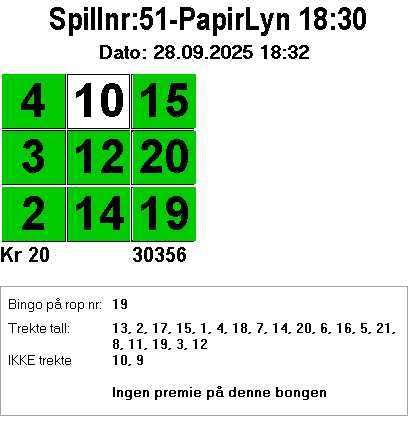 Spillnr:51-PapirLyn 18:30
Dato: 28.09.2025 18:32
4 10 15
3 12 20
2 14 19
Kr 20 30356
Bingo på rop nr: 19
Trekte tall: 13, 2, 17, 15, 1, 4, 18, 7, 14, 20, 6, 16, 5, 21,
8, 11, 19, 3, 12
IKKE trekte 10, 9
Ingen premie på denne bongen